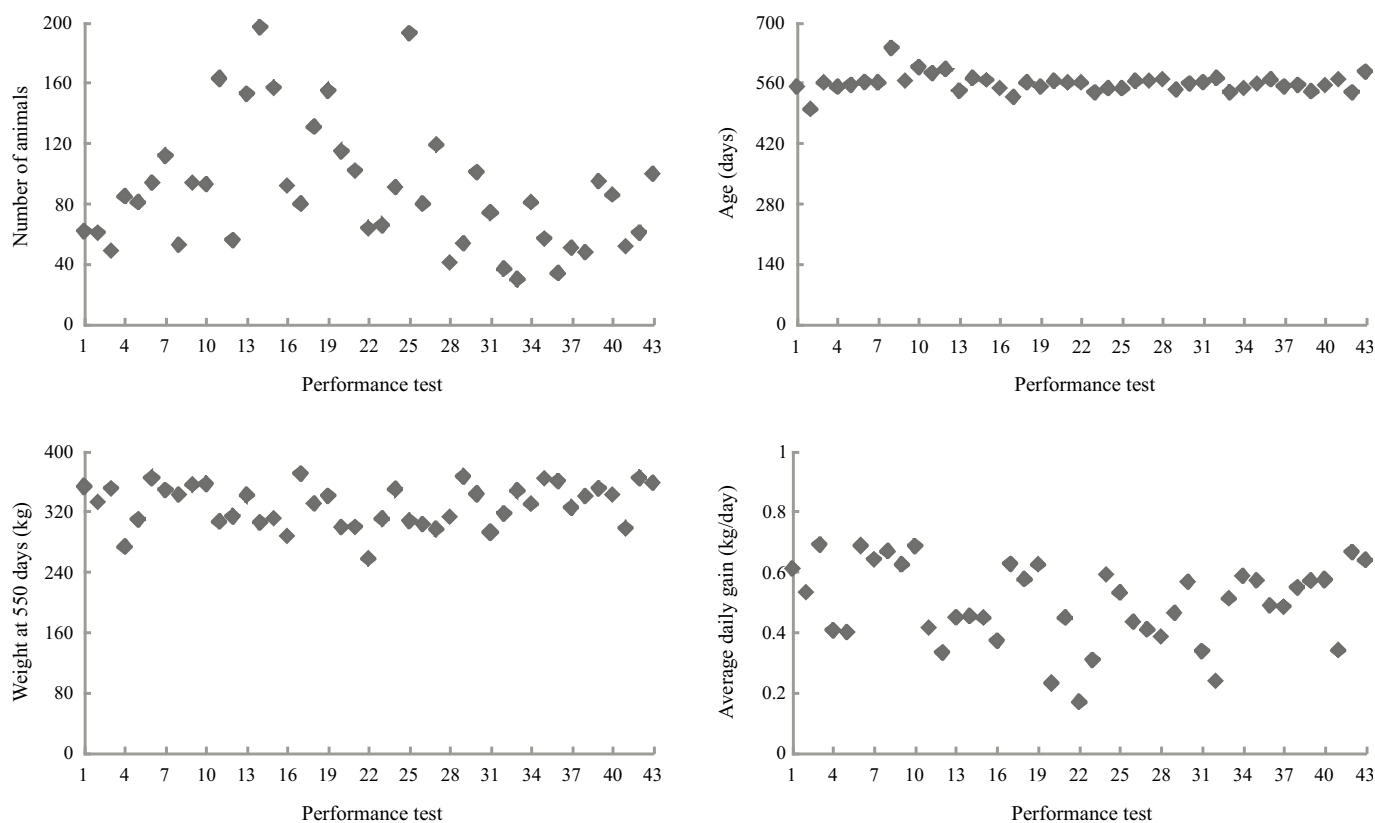 Number of animals
200
160
120
80
40
0
1 4 7 10 13 16 19 22 25 28 31 34 37 40 43
Performance test
Age (days)
700
560
420
280
140
0
1 4 7 10 13 16 19 22 25 28 31 34 37 40 43
Performance test
Weight at 550 days (kg)
400
320
240
160
80
0
1 4 7 10 13 16 19 22 25 28 31 34 37 40 43
Performance test
Average daily gain (kg/day)
1
0.8
0.6
0.4
0.2
0
1 4 7 10 13 16 19 22 25 28 31 34 37 40 43
Performance test